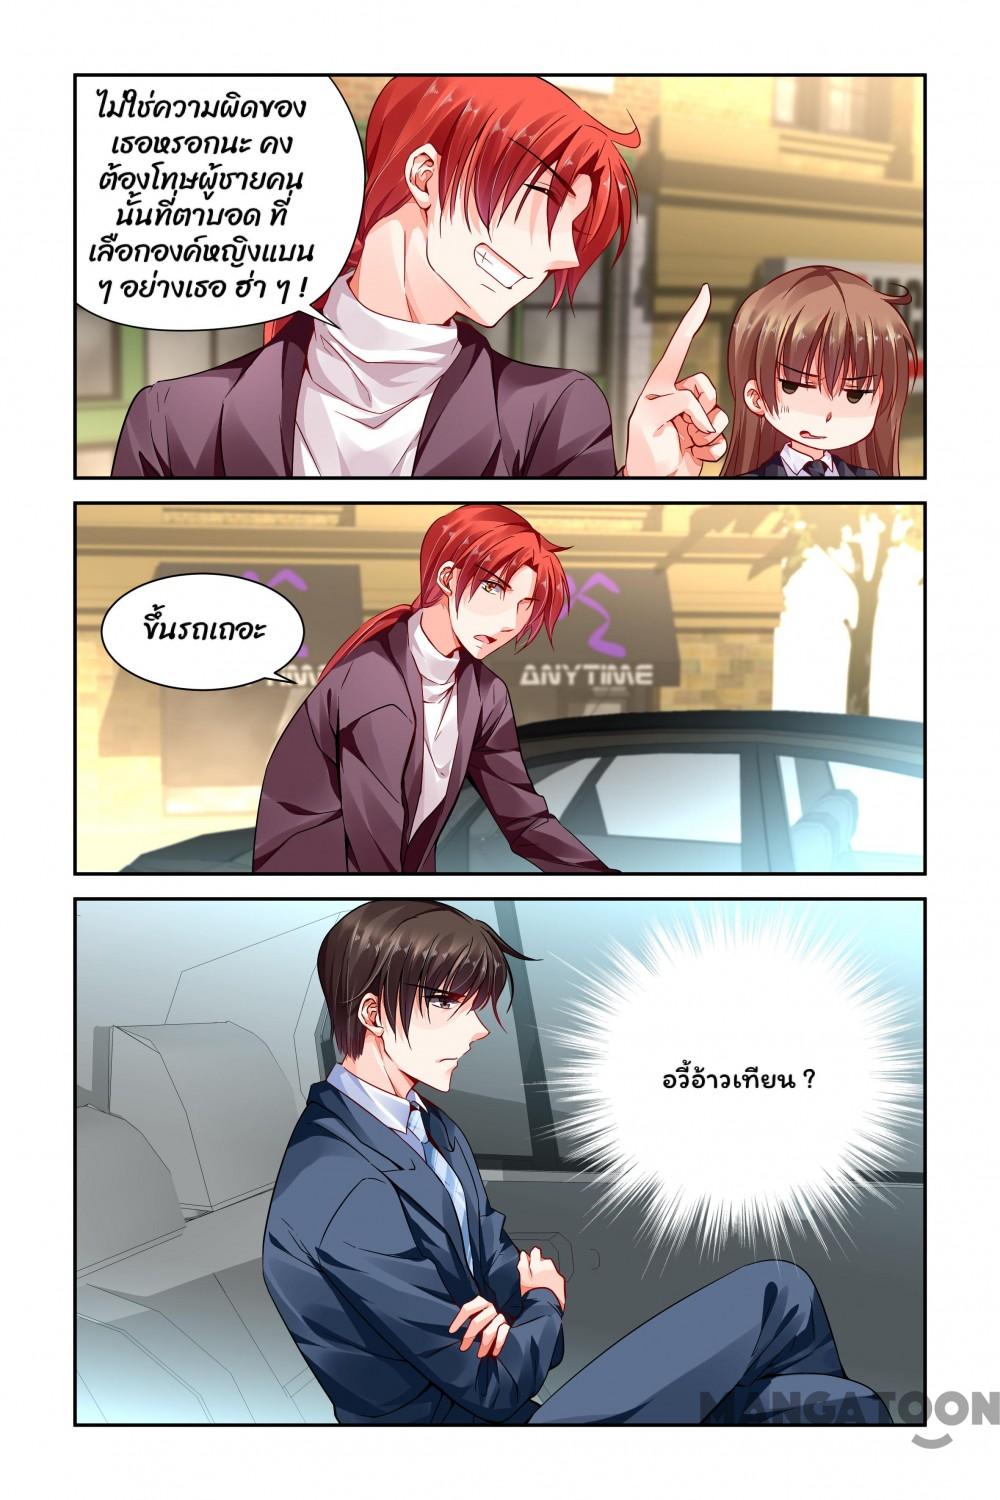 ไม่ใช่ความผิดของ
เธอหรอกนะ คง
ต้องโทษผู้ชายคน
นั้นที่ตาบอด ที่
เลือกองค์หญิงแบน
ๆ อย่างเธอ ฮ่า ๆ !
ขึ้นรถเถอะ
ANYTIME
อวี้อ้าวเทียน ?
MANGATOON